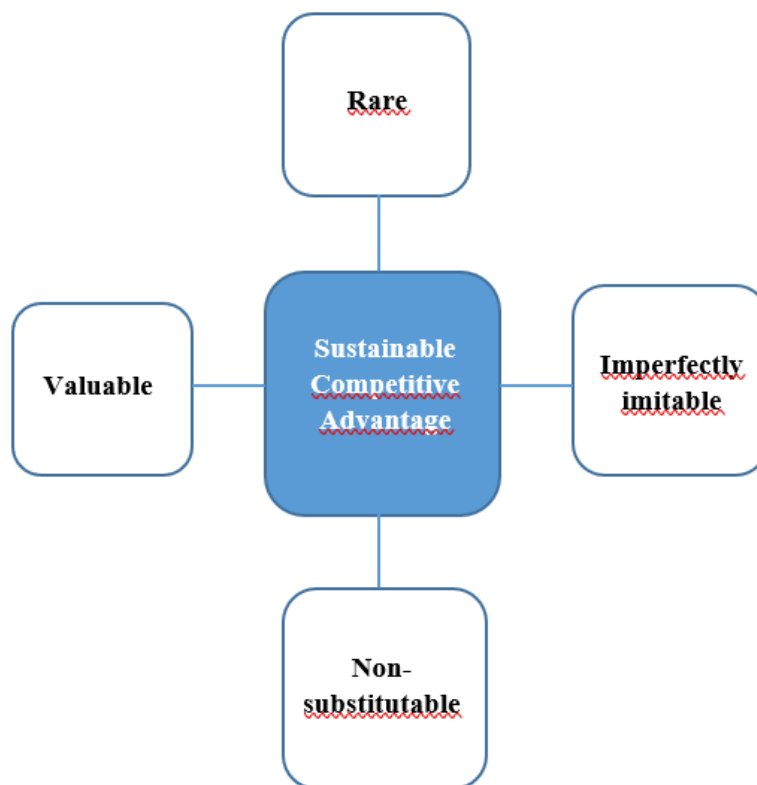 Rare
Valuable
Sustainable
Competitive
Advantage
Imperfectly
imitable
Non-
substitutable